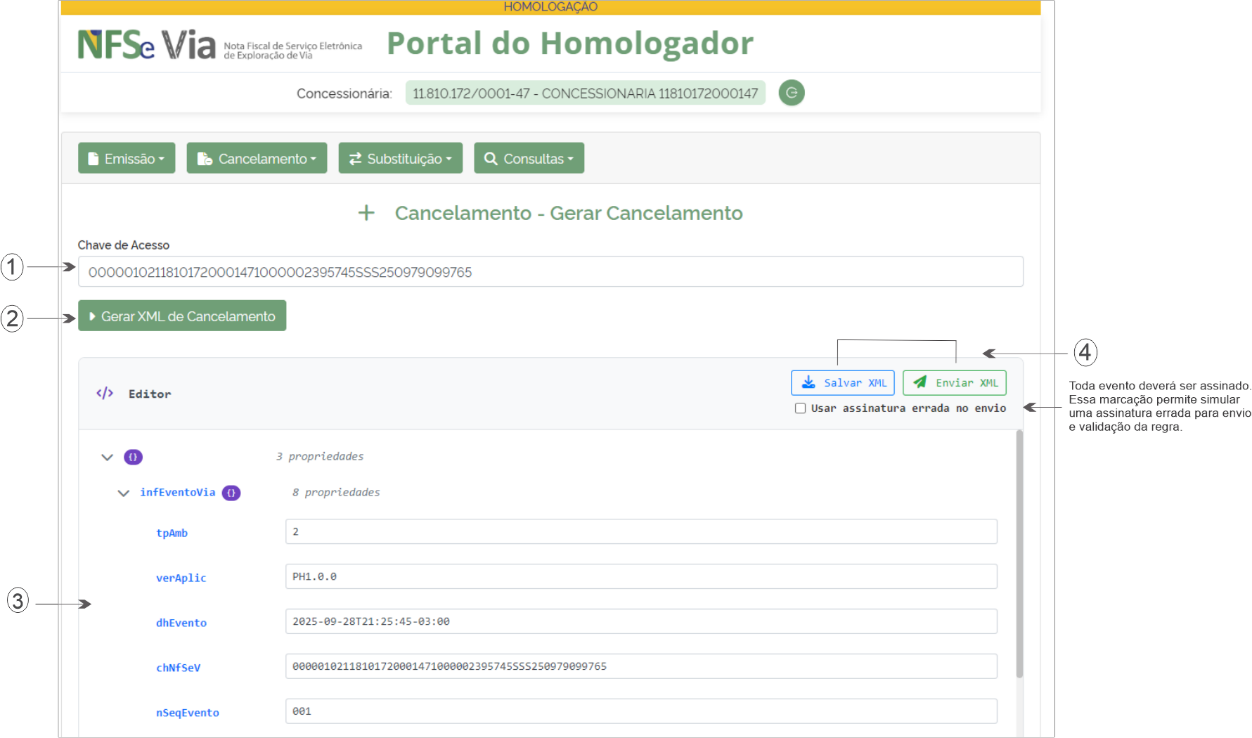 HOMOLOGAÇÃO
NFSe Via
Nota Fiscal de Serviço Eletrônica
de Exploração de Via
Portal do Homologador
Concessionária: 11.810.172/0001-47 - CONCESSIONARIA 11810172000147
Emissão Cancelamento Substituição Consultas
+ Cancelamento - Gerar Cancelamento
Chave de Acesso
1
00000102118101720001471000002395745SSS250979099765
2
Gerar XML de Cancelamento
4
</> Editor
Salvar XML Enviar XML
Usar assinatura errada no envio
Toda evento deverá ser assinado.
Essa marcação permite simular
uma assinatura errada para envio
e validação da regra.
{} 3 propriedades
infEventoVia {} 8 propriedades
tpAmb 2
verAplic PH1.0.0
3
dhEvento 2025-09-28T21:25:45-03:00
chNfSeV 00000102118101720001471000002395745SSS250979099765
nSeqEvento 001